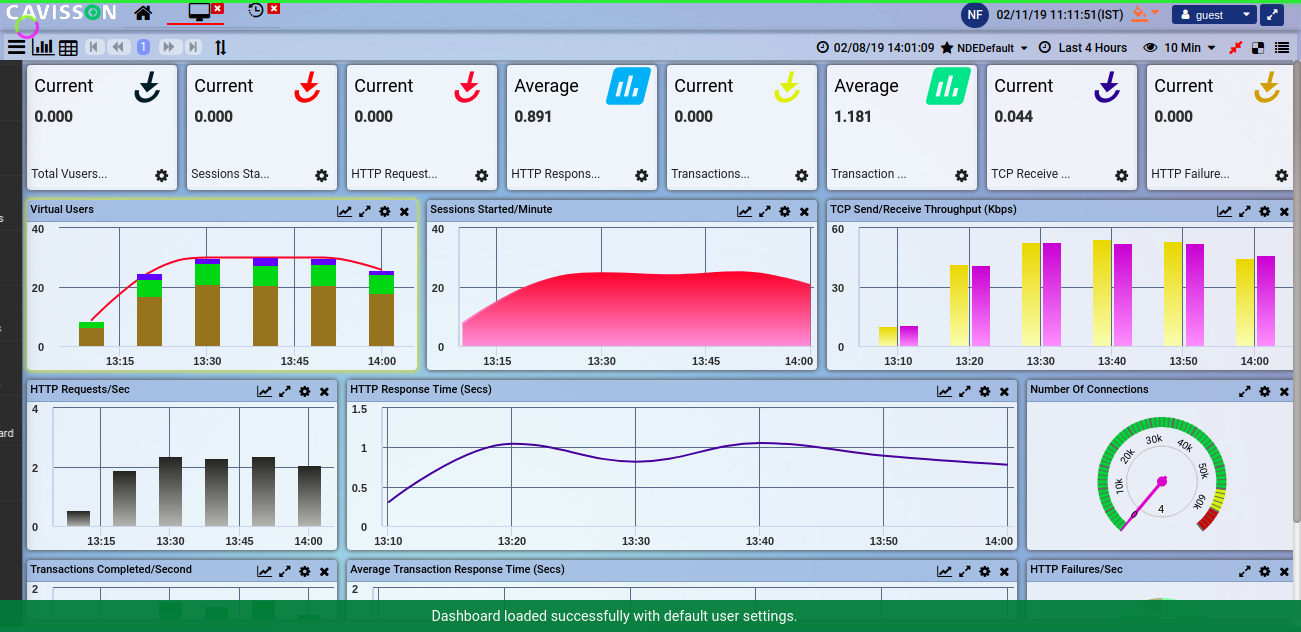 CAVISSON
NF 02/11/19 11:11:51(IST) guest
1 02/08/19 14:01:09 NDEDefault Last 4 Hours 10 Min
Current Current Current Average Current Average Current Current
0.000 0.000 0.000 0.891 0.000 1.181 0.044 0.000
Total Vusers... Sessions Sta... HTTP Request... HTTP Respons... Transactions... Transaction ... TCP Receive ... HTTP Failure...
Virtual Users
40
20
0
13:15 13:30 13:45 14:00
Sessions Started/Minute
40
20
0
13:15 13:30 13:45 14:00
TCP Send/Receive Throughput (Kbps)
60
30
0
13:10 13:20 13:30 13:40 13:50 14:00
s
s
ard
HTTP Requests/Sec
4
2
0
13:15 13:30 13:45 14:00
HTTP Response Time (Secs)
1.5
1
0.5
0
13:10 13:20 13:30 13:40 13:50 14:00
Number Of Connections
10k 20k 30k 40k 50k 60k
4
Transactions Completed/Second
2
Average Transaction Response Time (Secs)
2
HTTP Failures/Sec
Dashboard loaded successfully with default user settings.